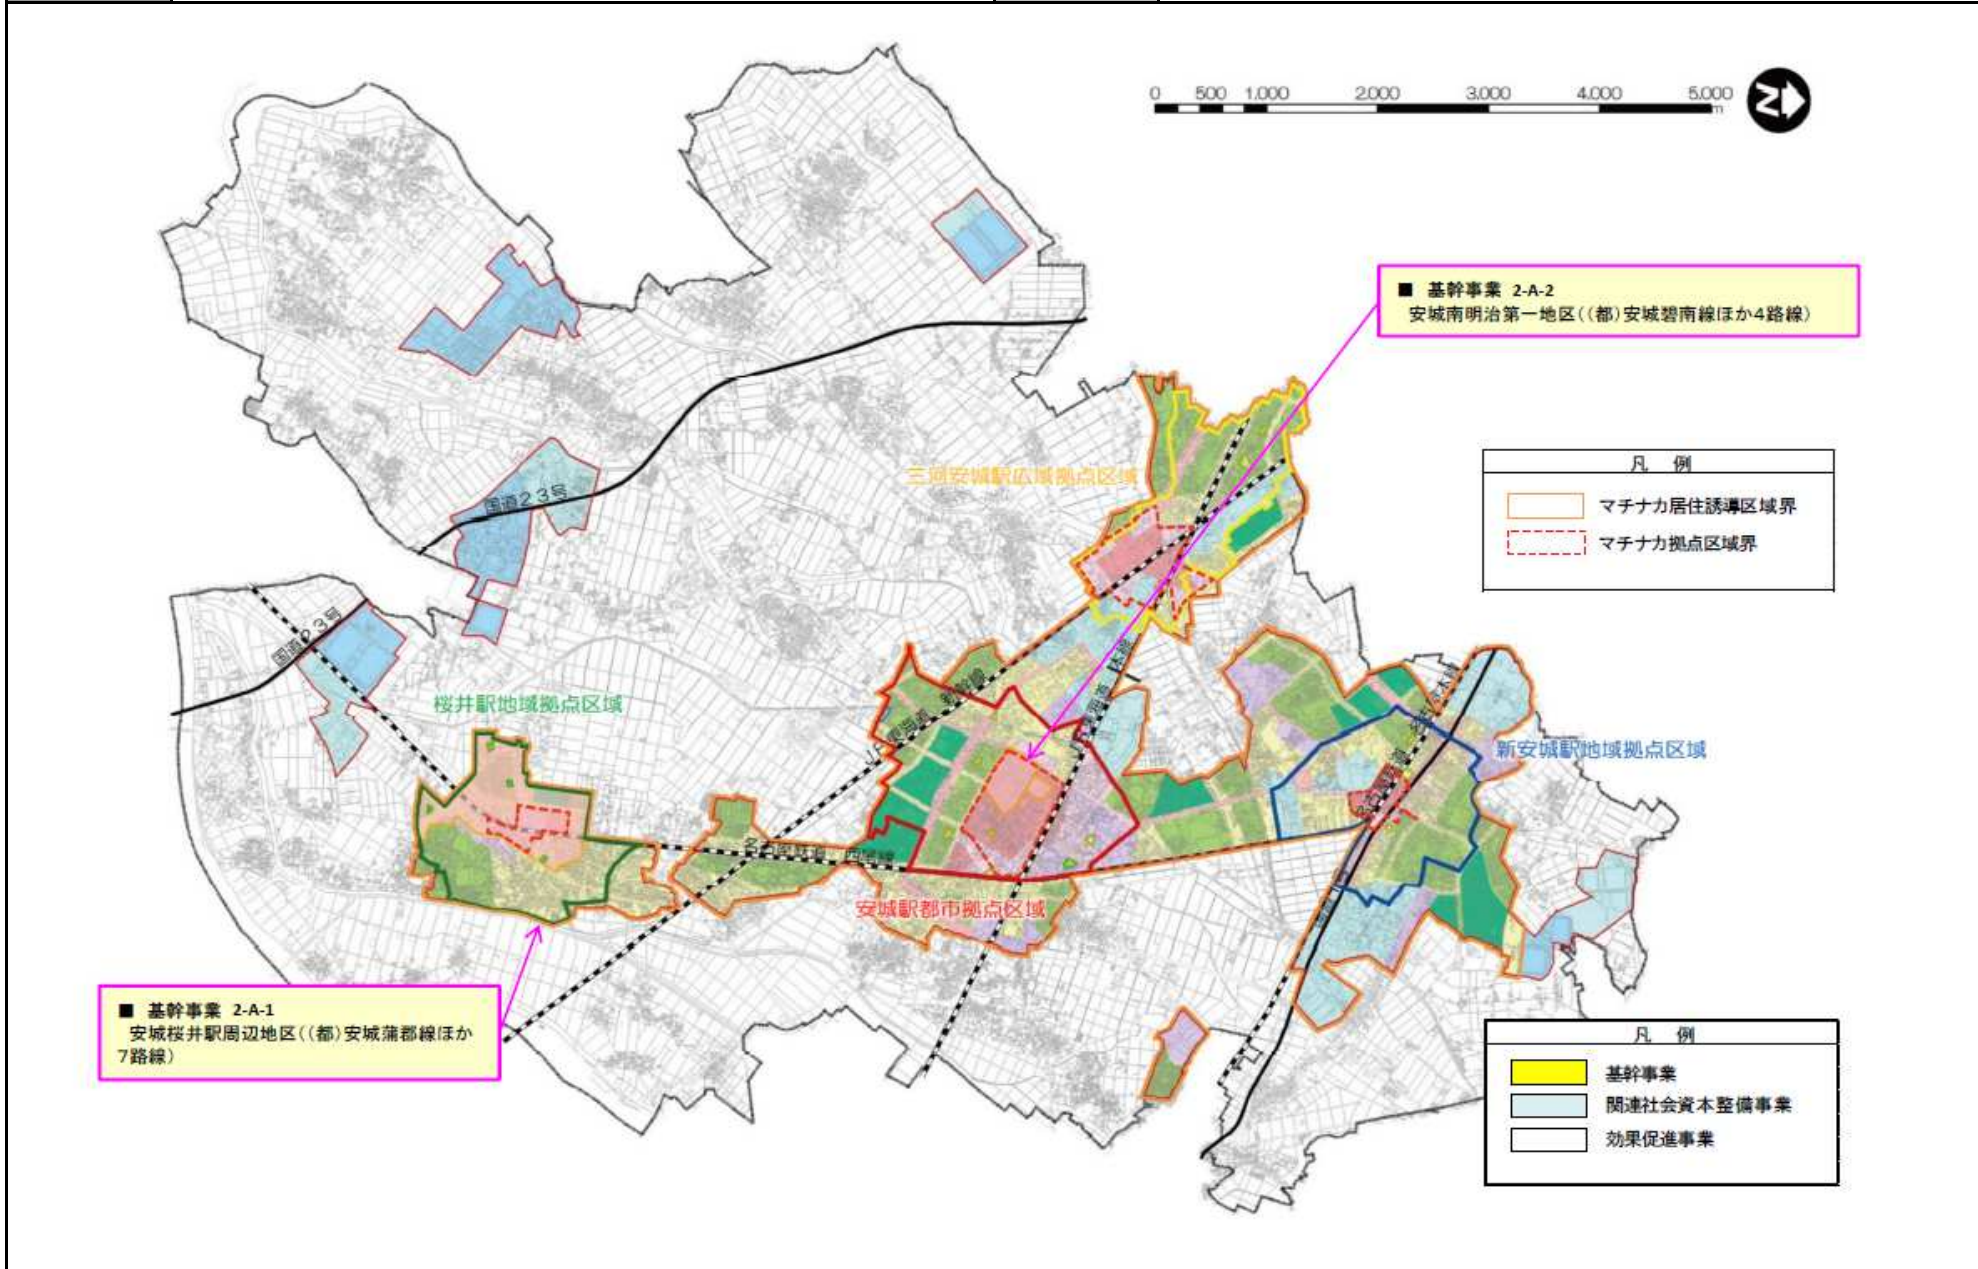 0 500 1.000 2.000 3.000 4.000 5.000
m
N
■ 基幹事業 2-A-2
安城南明治第一地区((都)安城碧南線ほか4路線)
三河安城駅広域拠点区域
凡 例
マチナカ居住誘導区域界
マチナカ拠点区域界
国道23号
国道23号
桜井駅地域拠点区域
新安城駅地域拠点区域
名古屋鉄道 西尾線
安城駅都市拠点区域
■ 基幹事業 2-A-1
安城桜井駅周辺地区((都)安城蒲郡線ほか
7路線)
凡 例
基幹事業
関連社会資本整備事業
効果促進事業